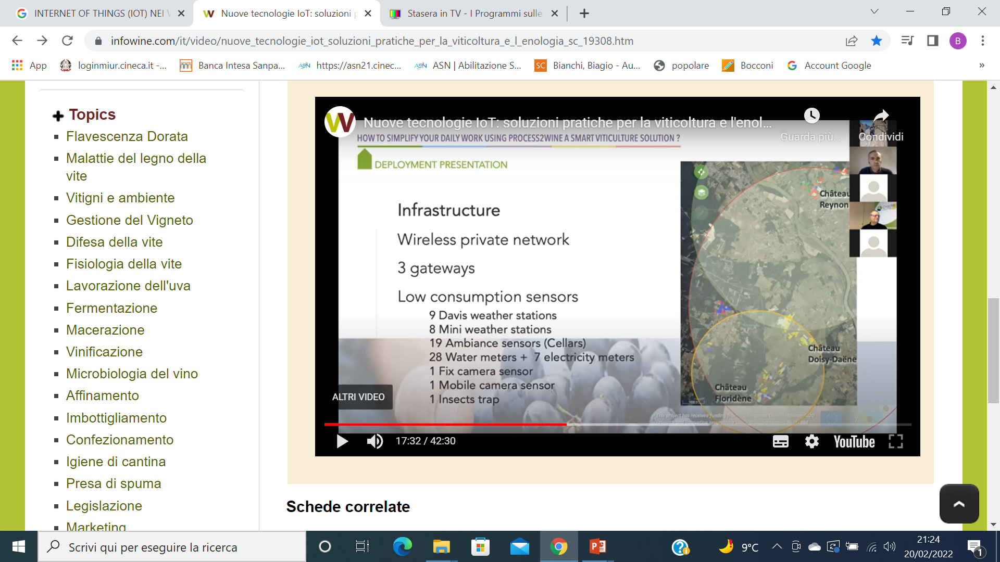 INTERNET OF THINGS (IOT) NEI V
Nuove tecnologie IoT: soluzioni p
Stasera in TV - I Programmi sulle
infowine.com/it/video/nuove_tecnologie_iot_soluzioni_pratiche_per_la_viticoltura_e_l_enologia_sc_19308.htm
B
App
loginmiur.cineca.it -...
Banca Intesa Sanpa...
https://asn21.cinec...
ASN | Abilitazione S...
SC Bianchi, Biagio - Au...
popolare
Bocconi
Account Google
»
Topics
Flavescenza Dorata
Malattie del legno della
vite
Vitigni e ambiente
Gestione del Vigneto
Difesa della vite
Fisiologia della vite
Lavorazione dell'uva
Fermentazione
Macerazione
Vinificazione
Microbiologia del vino
Affinamento
Imbottigliamento
Confezionamento
Igiene di cantina
Presa di spuma
Legislazione
Marketing
Nuove tecnologie IoT: soluzioni pratiche per la viticoltura e l'enol...
Guarda più...
Condividi
HOW TO SIMPLIFY YOUR DAILY WORK USING PROCESS2WINE A SMART VITICULTURE SOLUTION ?
DEPLOYMENT PRESENTATION
Infrastructure
Wireless private network
3 gateways
Low consumption sensors
9 Davis weather stations
8 Mini weather stations
19 Ambiance sensors (Cellars)
28 Water meters + 7 electricity meters
1 Fix camera sensor
1 Mobile camera sensor
1 Insects trap
Château
Reynon
Château
Doisy-Daëne
Château
Floridène
This project has received funding
ALTRI VIDEO
17:32 / 42:30
YouTube
Schede correlate
Scrivi qui per eseguire la ricerca
9°C
21:24
20/02/2022
1